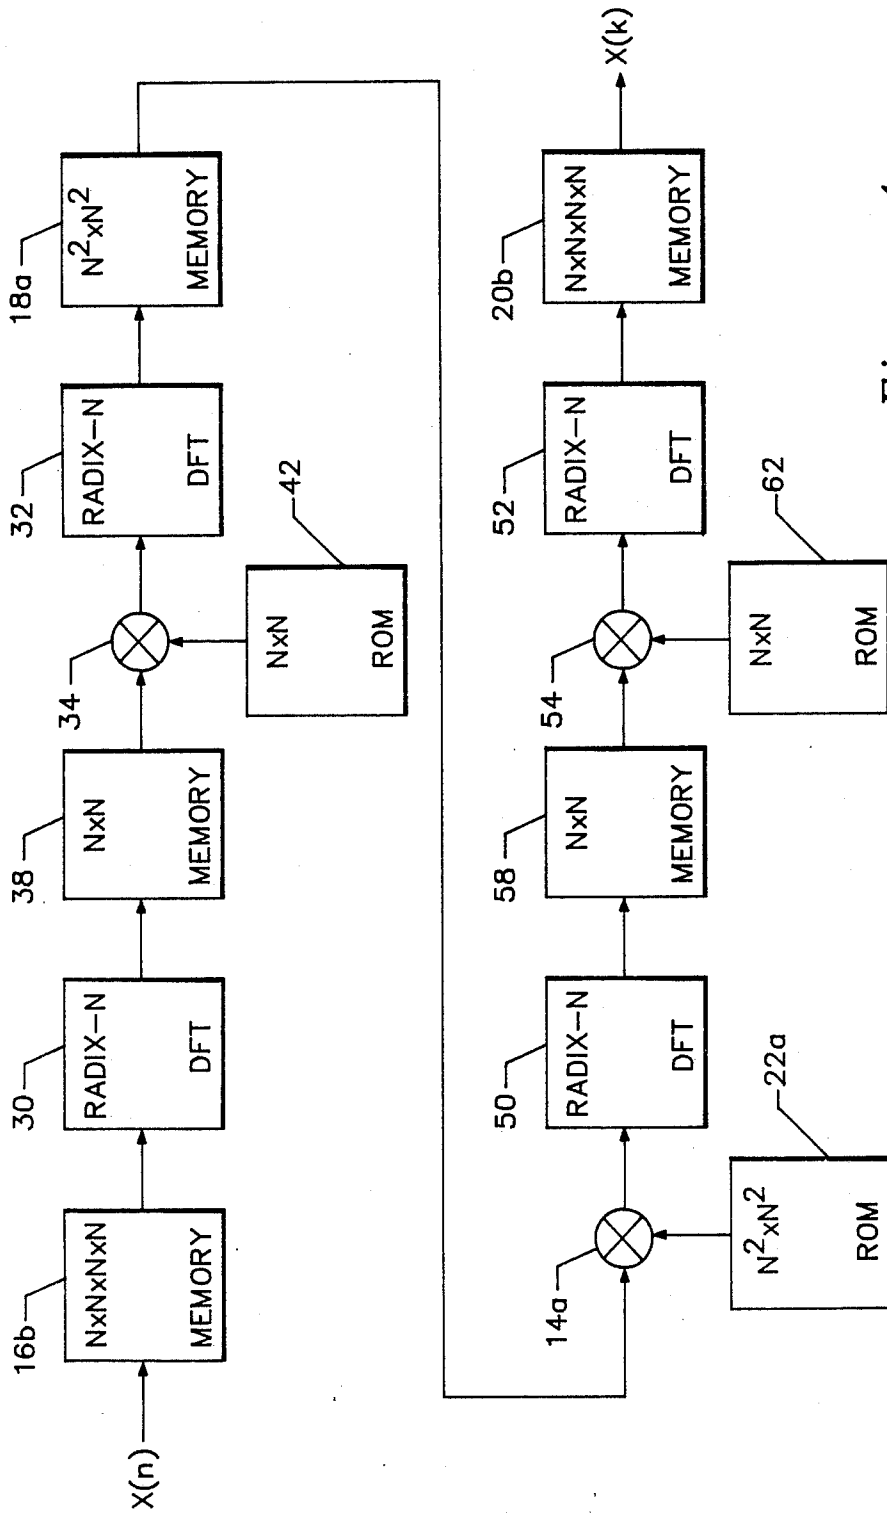 X(n)
16b
NxNxNxN
MEMORY
30
RADIX-N
DFT
38
NxN
MEMORY
34
42
NxN
ROM
32
RADIX-N
DFT
18a
N²xN²
MEMORY
14a
22a
N²xN²
ROM
50
RADIX-N
DFT
58
NxN
MEMORY
54
62
NxN
ROM
52
RADIX-N
DFT
20b
NxNxNxN
MEMORY
X(k)